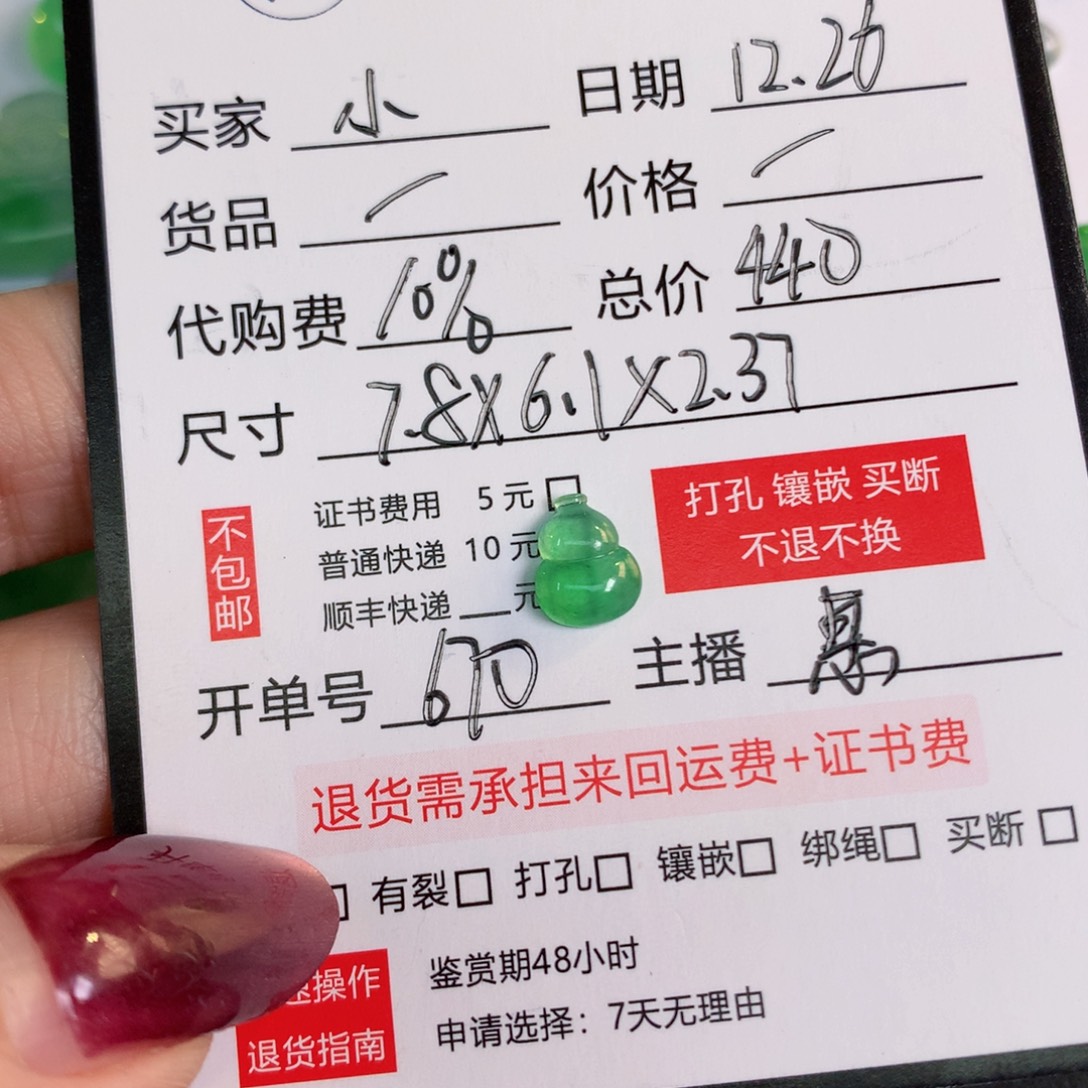 买家 小 日期 12.26
货品 / 价格 /
代购费 10% 总价 440
尺寸 7.8X6.1X2.37
不包邮
证书费用 5元
普通快递 10元
顺丰快递 __元
打孔 镶嵌 买断
不退不换
开单号 670 主播
退货需承担来回运费+证书费
有裂 打孔 镶嵌 绑绳 买断
操作
退货指南
鉴赏期48小时
申请选择：7天无理由